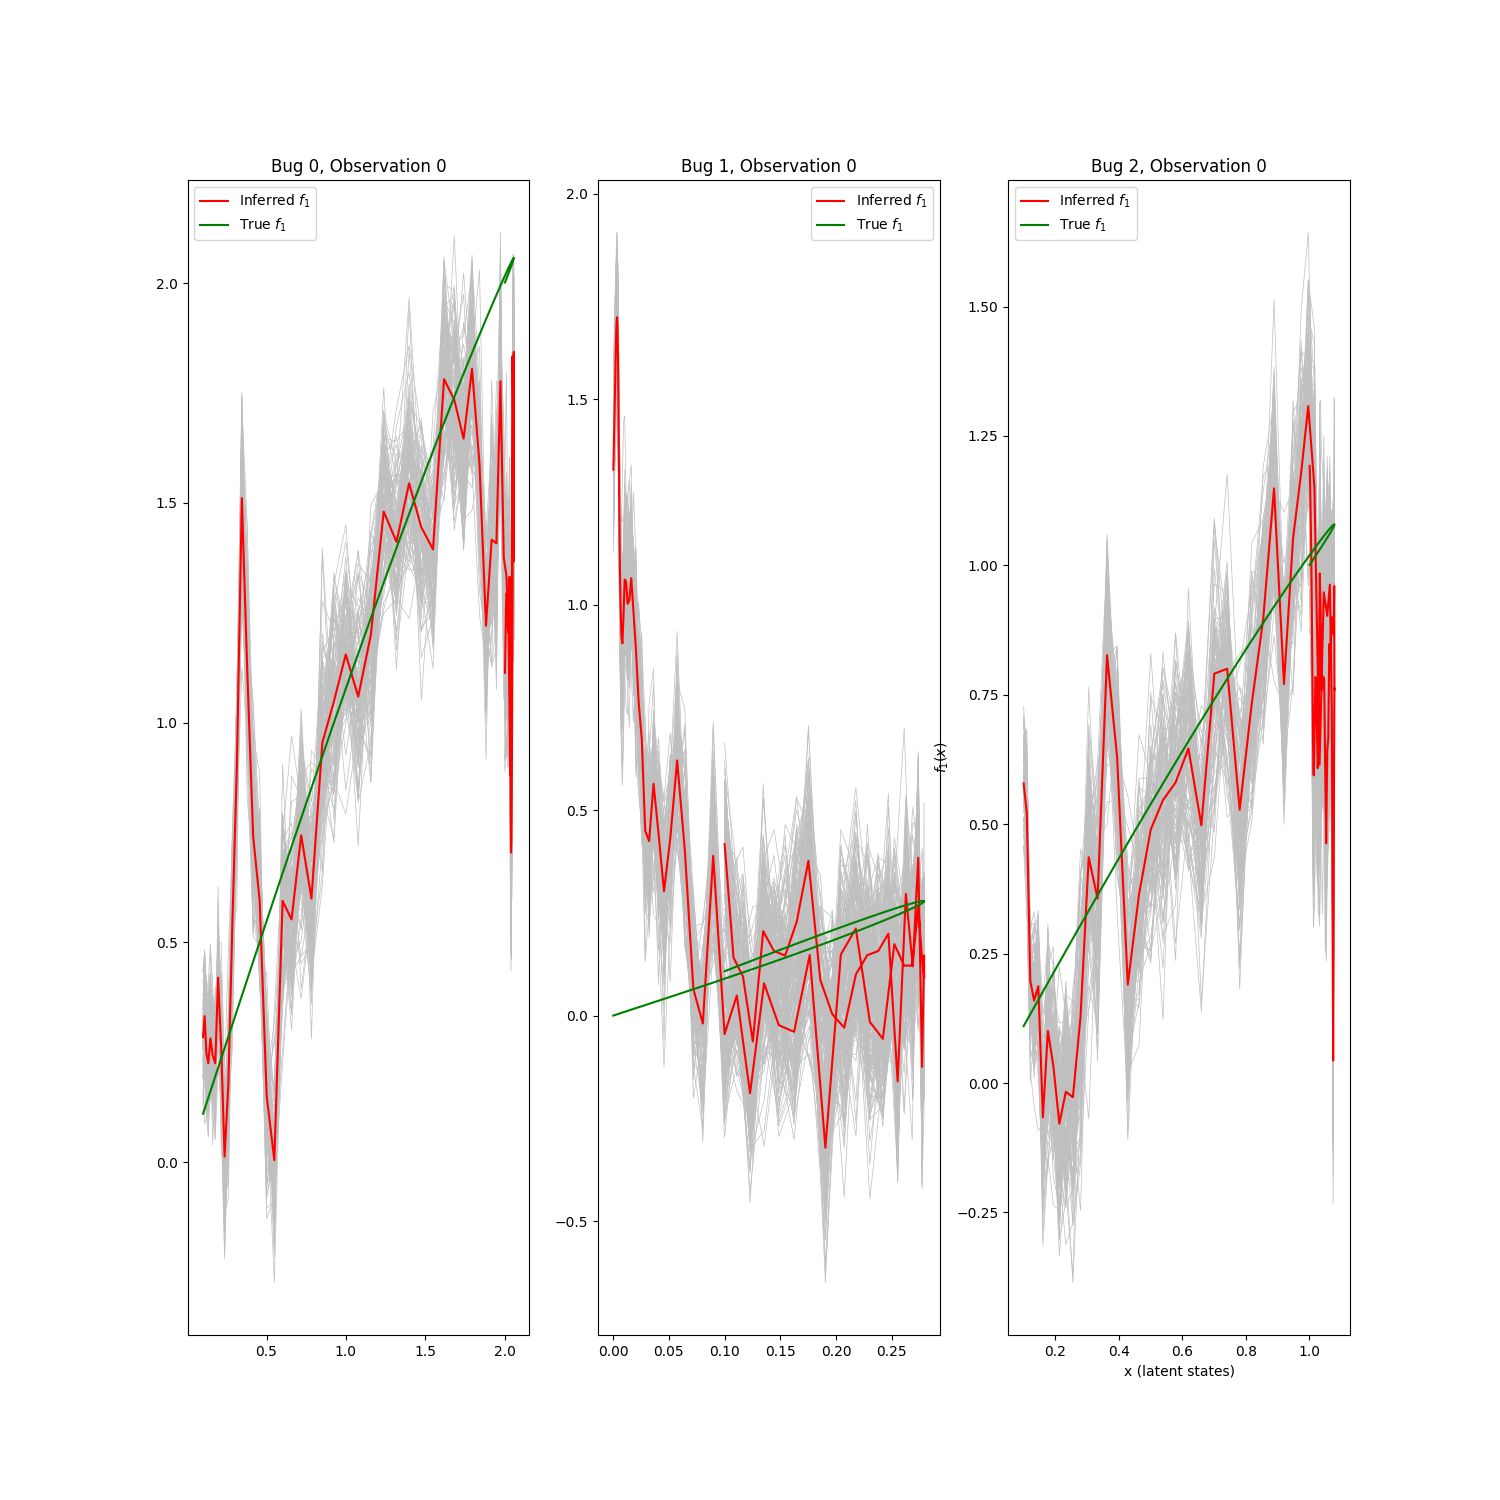 Bug 0, Observation 0
Inferred f₁
True f₁
2.0
1.5
1.0
0.5
0.0
0.5 1.0 1.5 2.0
Bug 1, Observation 0
Inferred f₁
True f₁
2.0
1.5
1.0
0.5
0.0
−0.5
0.00 0.05 0.10 0.15 0.20 0.25
Bug 2, Observation 0
Inferred f₁
True f₁
f₁(x)
1.50
1.25
1.00
0.75
0.50
0.25
0.00
−0.25
0.2 0.4 0.6 0.8 1.0
x (latent states)